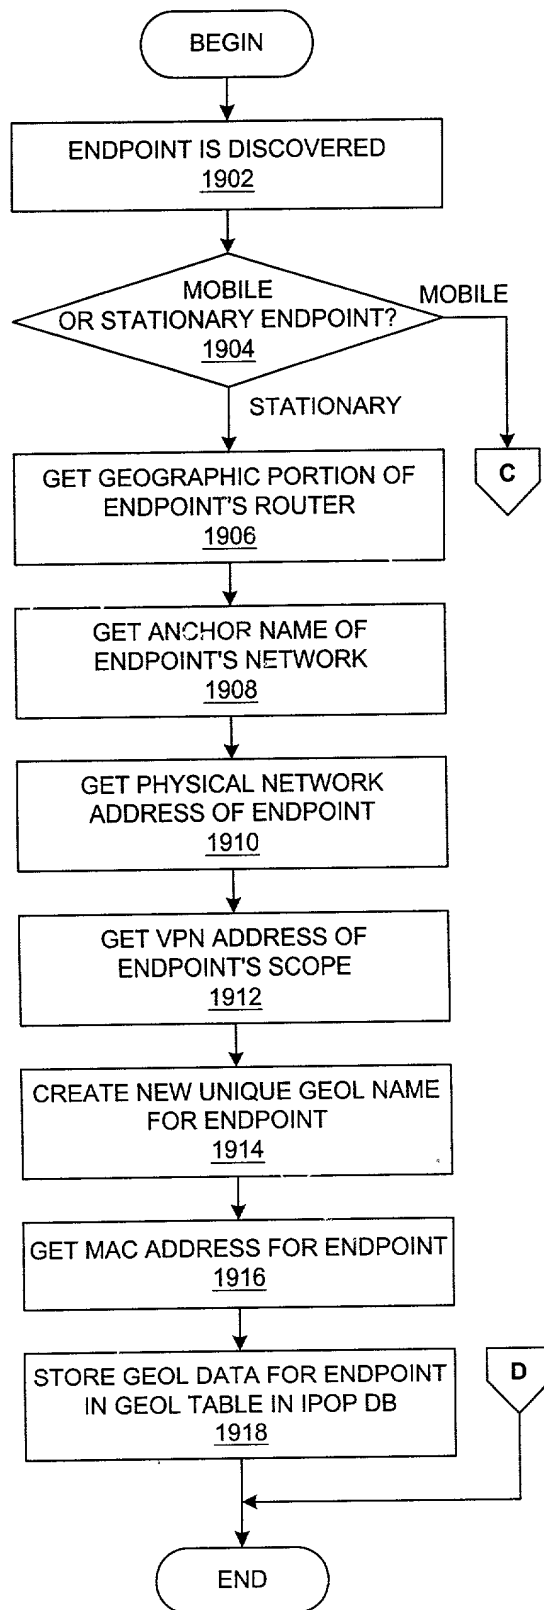 BEGIN
ENDPOINT IS DISCOVERED
1902
MOBILE
OR STATIONARY ENDPOINT?
1904
MOBILE
STATIONARY
C
GET GEOGRAPHIC PORTION OF
ENDPOINT'S ROUTER
1906
GET ANCHOR NAME OF
ENDPOINT'S NETWORK
1908
GET PHYSICAL NETWORK
ADDRESS OF ENDPOINT
1910
GET VPN ADDRESS OF
ENDPOINT'S SCOPE
1912
CREATE NEW UNIQUE GEOL NAME
FOR ENDPOINT
1914
GET MAC ADDRESS FOR ENDPOINT
1916
STORE GEOL DATA FOR ENDPOINT
IN GEOL TABLE IN IPOP DB
1918
D
END